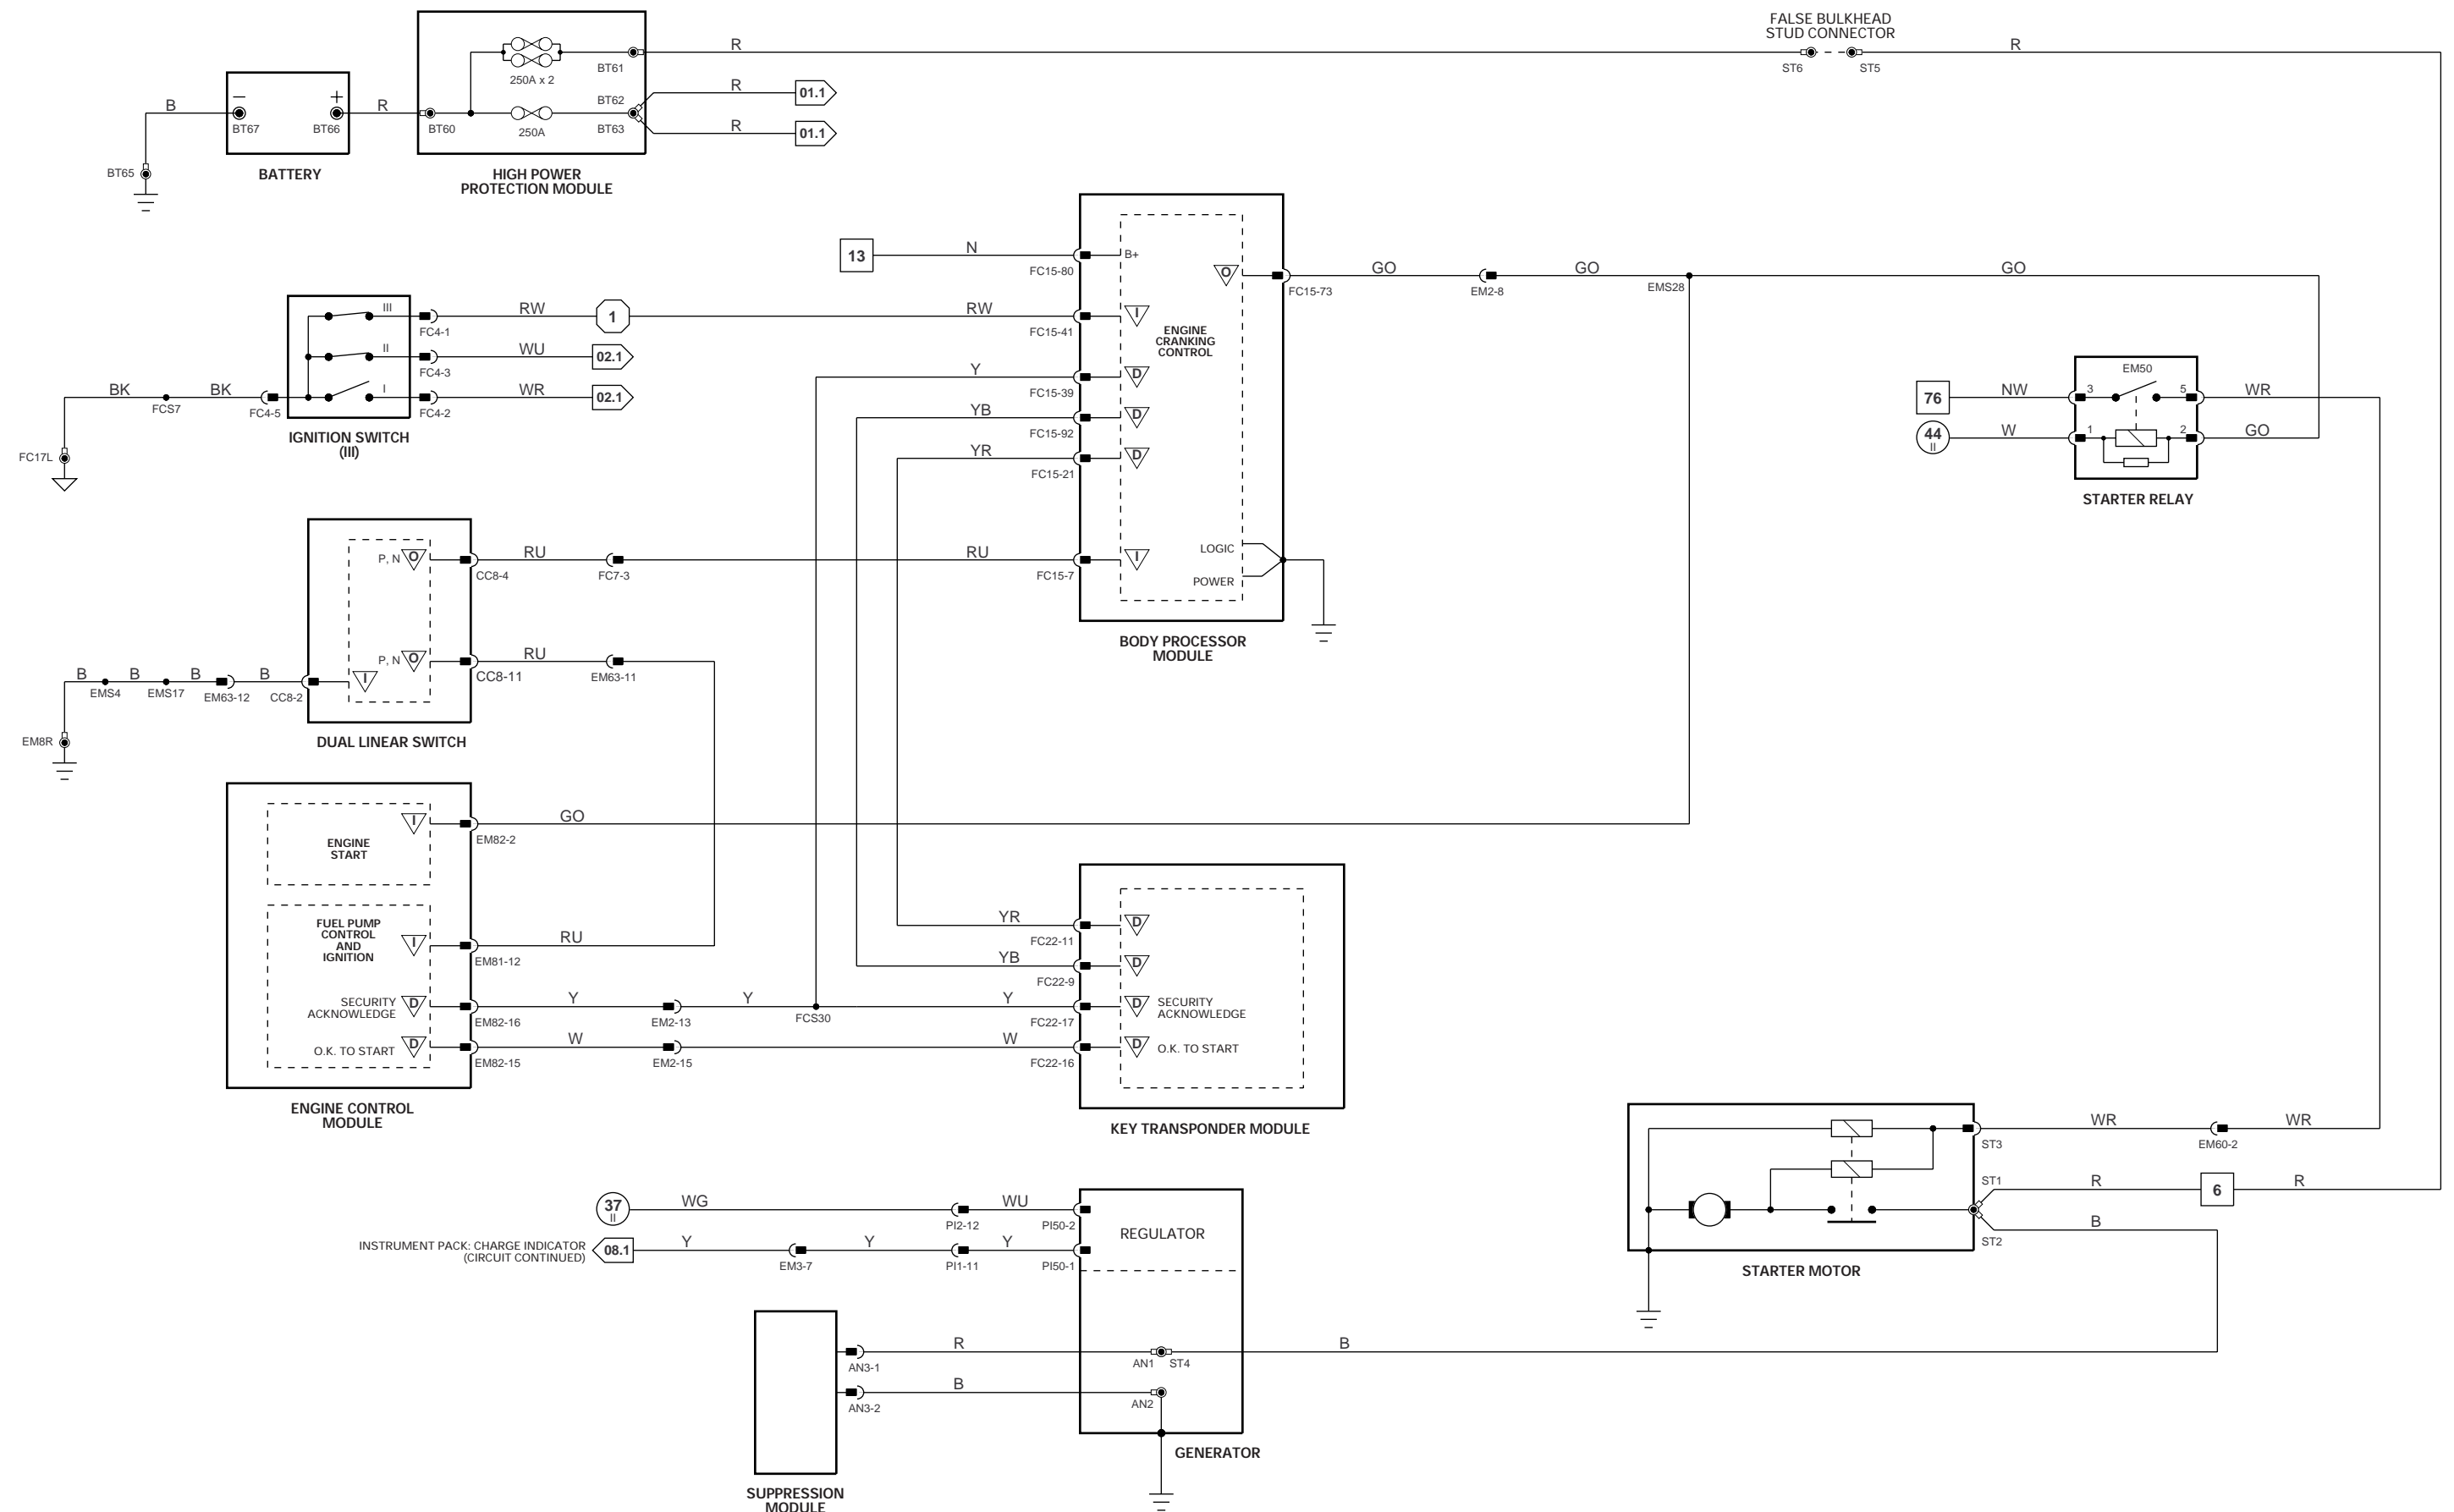 FALSE BULKHEAD
STUD CONNECTOR
R
R
ST6
ST5
250A x 2
BT61
BT62
R
01.1
B
−
+
R
BT67
BT66
BT60
250A
BT63
R
01.1
BT65
BATTERY
HIGH POWER
PROTECTION MODULE
13
N
FC15-80
B+
O
FC15-73
GO
EM2-8
GO
EMS28
GO
III
FC4-1
RW
1
RW
FC15-41
I
ENGINE
CRANKING
CONTROL
II
FC4-3
WU
02.1
I
FC4-2
WR
02.1
BK
FCS7
BK
FC4-5
IGNITION SWITCH
(III)
FC17L
Y
FC15-39
D
YB
FC15-92
D
YR
FC15-21
D
EM50
76
NW
3
5
WR
44
II
W
1
2
GO
STARTER RELAY
P, N
O
CC8-4
RU
FC7-3
RU
FC15-7
I
LOGIC
POWER
BODY PROCESSOR
MODULE
P, N
O
CC8-11
RU
EM63-11
B
EMS4
B
EMS17
B
EM63-12
B
CC8-2
I
EM8R
DUAL LINEAR SWITCH
ENGINE
START
I
EM82-2
GO
FUEL PUMP
CONTROL
AND
IGNITION
I
EM81-12
RU
SECURITY
ACKNOWLEDGE
D
EM82-16
Y
EM2-13
Y
FCS30
Y
FC22-17
D
SECURITY
ACKNOWLEDGE
O.K. TO START
D
EM82-15
W
EM2-15
W
FC22-16
D
O.K. TO START
YR
FC22-11
D
YB
FC22-9
D
ENGINE CONTROL
MODULE
KEY TRANSPONDER MODULE
ST3
WR
EM60-2
WR
ST1
R
6
R
ST2
B
STARTER MOTOR
37
II
WG
PI2-12
WU
PI50-2
REGULATOR
INSTRUMENT PACK: CHARGE INDICATOR
(CIRCUIT CONTINUED)
08.1
Y
EM3-7
Y
PI1-11
Y
PI50-1
AN3-1
R
AN1
ST4
B
AN3-2
B
AN2
GENERATOR
SUPPRESSION
MODULE